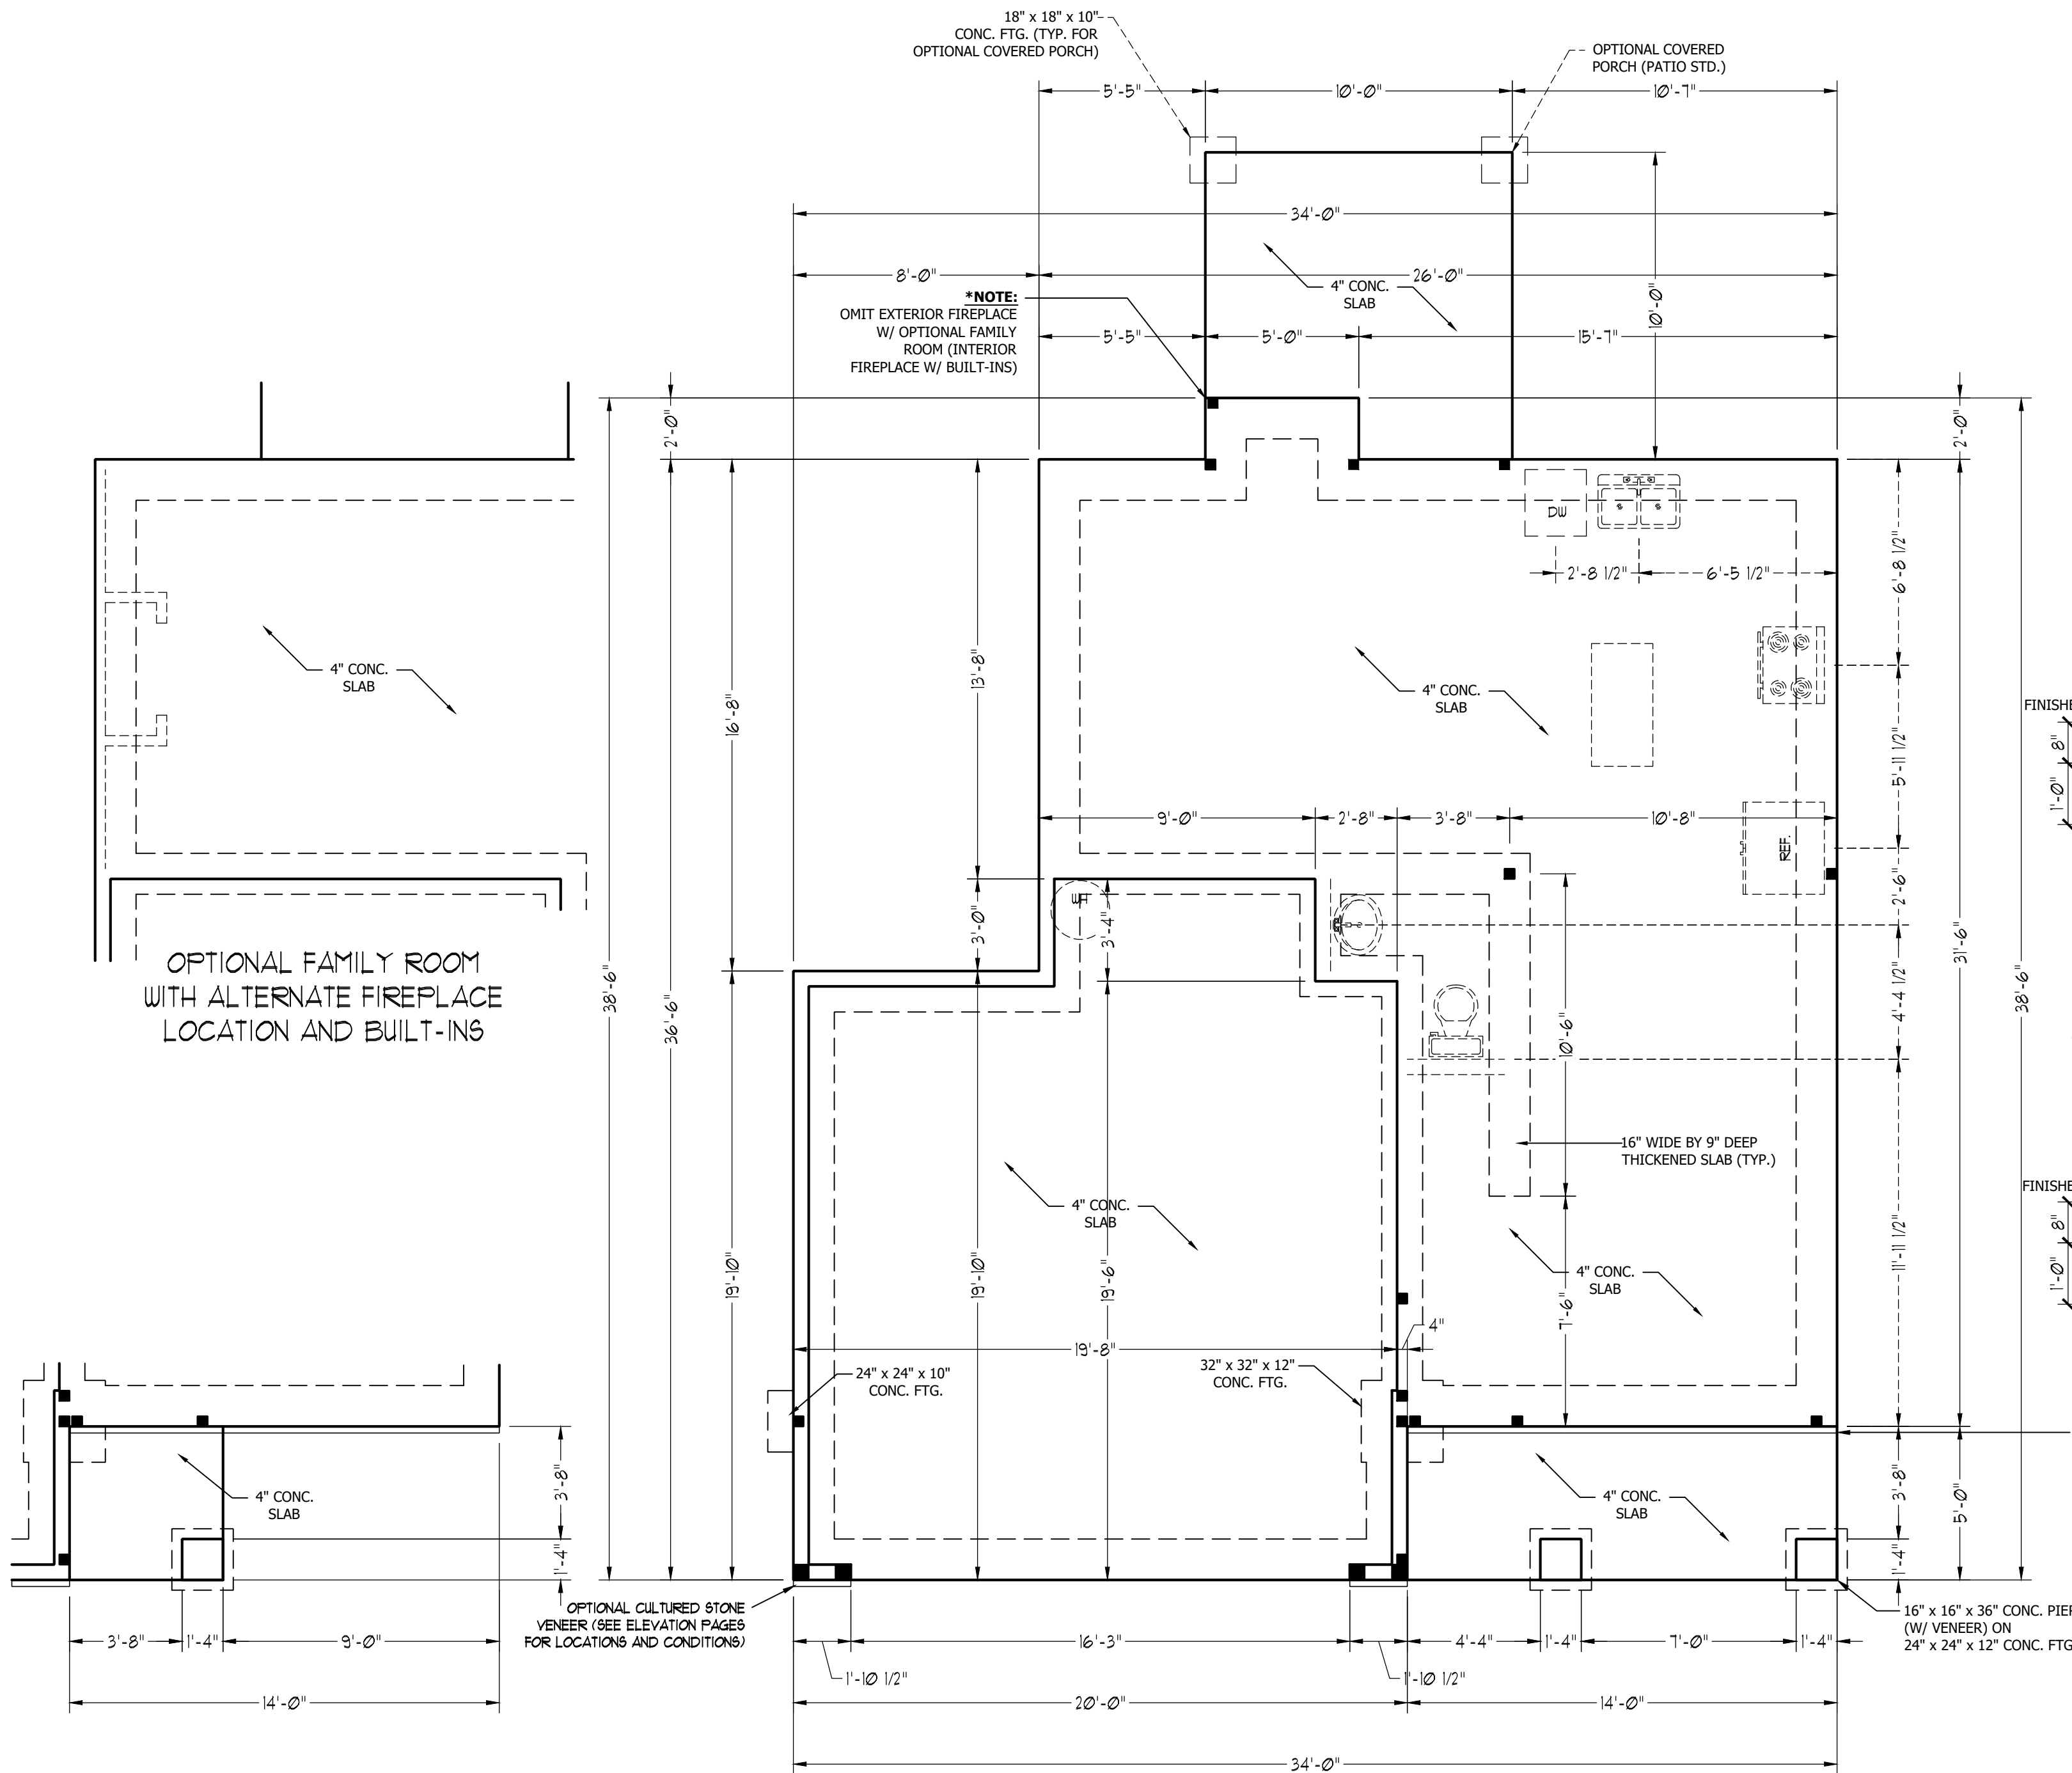 18" x 18" x 10"
CONC. FTG. (TYP. FOR
OPTIONAL COVERED PORCH)
OPTIONAL COVERED
PORCH (PATIO STD.)
5'-5"
10'-0"
10'-7"
34'-0"
8'-0"
26'-0"
4" CONC.
SLAB
10'-0"
*NOTE:
OMIT EXTERIOR FIREPLACE
W/ OPTIONAL FAMILY
ROOM (INTERIOR
FIREPLACE W/ BUILT-INS)
5'-5"
5'-0"
15'-7"
2'-0"
2'-0"
DW
2'-8 1/2"
6'-5 1/2"
6'-8 1/2"
4" CONC.
SLAB
13'-8"
16'-8"
4" CONC.
SLAB
FINISHE
8"
1'-0"
5'-11 1/2"
9'-0"
2'-8"
3'-8"
10'-8"
REF.
2'-6"
WH
3'-0"
3'-4"
31'-6"
OPTIONAL FAMILY ROOM
WITH ALTERNATE FIREPLACE
LOCATION AND BUILT-INS
38'-6"
36'-6"
4'-4 1/2"
38'-6"
10'-6"
16" WIDE BY 9" DEEP
THICKENED SLAB (TYP.)
FINISHE
8"
1'-0"
4" CONC.
SLAB
11'-11 1/2"
19'-10"
19'-10"
19'-6"
4" CONC.
SLAB
7'-6"
4"
19'-8"
24" x 24" x 10"
CONC. FTG.
32" x 32" x 12"
CONC. FTG.
3'-8"
4" CONC.
SLAB
4" CONC.
SLAB
3'-8"
5'-0"
1'-4"
1'-4"
OPTIONAL CULTURED STONE
VENEER (SEE ELEVATION PAGES
FOR LOCATIONS AND CONDITIONS)
16" x 16" x 36" CONC. PIER
(W/ VENEER) ON
24" x 24" x 12" CONC. FTG
3'-8"
1'-4"
9'-0"
16'-3"
4'-4"
1'-4"
7'-0"
1'-4"
1'-10 1/2"
1'-10 1/2"
14'-0"
20'-0"
14'-0"
34'-0"